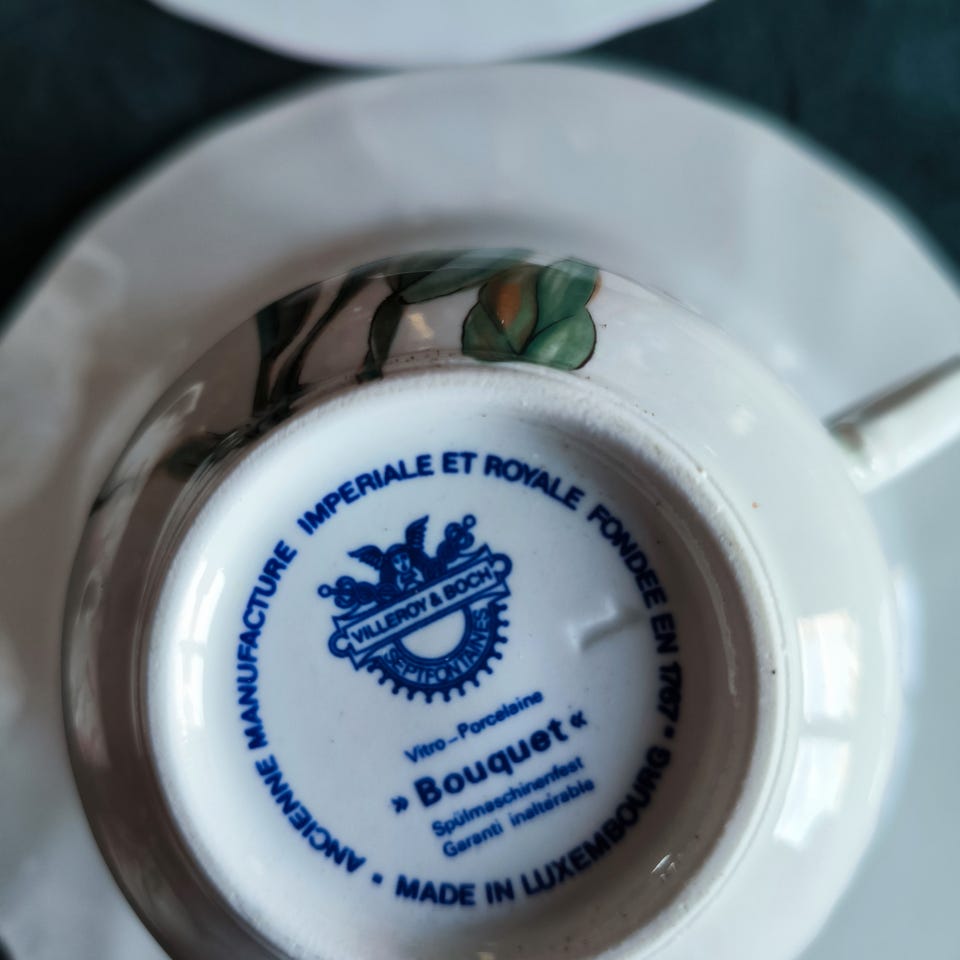 ANCIENNE MANUFACTURE IMPERIALE ET ROYALE FONDEE EN 1767 • MADE IN LUXEMBOURG •
VILLEROY & BOCH
SEPTFONTAINES
Vitro-Porcelaine
» Bouquet «
Spülmaschinenfest
Garanti inaltérable